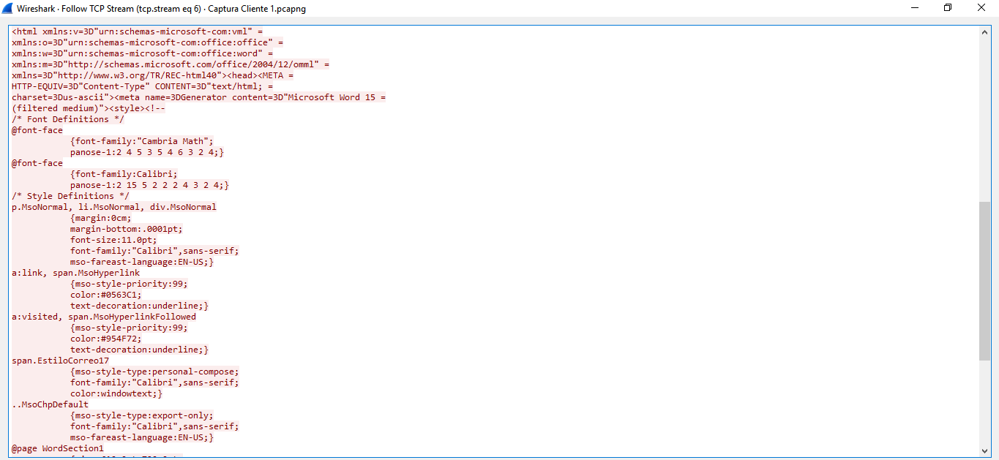 Wireshark · Follow TCP Stream (tcp.stream eq 6) · Captura Cliente 1.pcapng
<html xmlns:v=3D"urn:schemas-microsoft-com:vml" =
xmlns:o=3D"urn:schemas-microsoft-com:office:office" =
xmlns:w=3D"urn:schemas-microsoft-com:office:word" =
xmlns:m=3D"http://schemas.microsoft.com/office/2004/12/omml" =
xmlns=3D"http://www.w3.org/TR/REC-html40"><head><META =
HTTP-EQUIV=3D"Content-Type" CONTENT=3D"text/html; =
charset=3Dus-ascii"><meta name=3DGenerator content=3D"Microsoft Word 15 =
(filtered medium)"><style><!--
/* Font Definitions */
@font-face
{font-family:"Cambria Math";
panose-1:2 4 5 3 5 4 6 3 2 4;}
@font-face
{font-family:Calibri;
panose-1:2 15 5 2 2 2 4 3 2 4;}
/* Style Definitions */
p.MsoNormal, li.MsoNormal, div.MsoNormal
{margin:0cm;
margin-bottom:.0001pt;
font-size:11.0pt;
font-family:"Calibri",sans-serif;
mso-fareast-language:EN-US;}
a:link, span.MsoHyperlink
{mso-style-priority:99;
color:#0563C1;
text-decoration:underline;}
a:visited, span.MsoHyperlinkFollowed
{mso-style-priority:99;
color:#954F72;
text-decoration:underline;}
span.EstiloCorreo17
{mso-style-type:personal-compose;
font-family:"Calibri",sans-serif;
color:windowtext;}
..MsoChpDefault
{mso-style-type:export-only;
font-family:"Calibri",sans-serif;
mso-fareast-language:EN-US;}
@page WordSection1